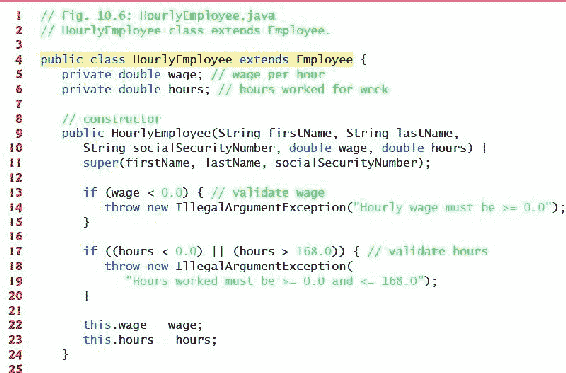 1 // Fig. 10.6: HourlyEmployee.java
2 // HourlyEmployee class extends Employee.
3
4 public class HourlyEmployee extends Employee {
5 private double wage; // wage per hour
6 private double hours; // hours worked for week
7
8 // constructor
9 public HourlyEmployee(String firstName, String lastName,
10 String socialSecurityNumber, double wage, double hours) {
11 super(firstName, lastName, socialSecurityNumber);
12
13 if (wage < 0.0) { // validate wage
14 throw new IllegalArgumentException("Hourly wage must be >= 0.0");
15 }
16
17 if ((hours < 0.0) || (hours > 168.0)) { // validate hours
18 throw new IllegalArgumentException(
19 "Hours worked must be >= 0.0 and <= 168.0");
20 }
21
22 this.wage = wage;
23 this.hours = hours;
24 }
25